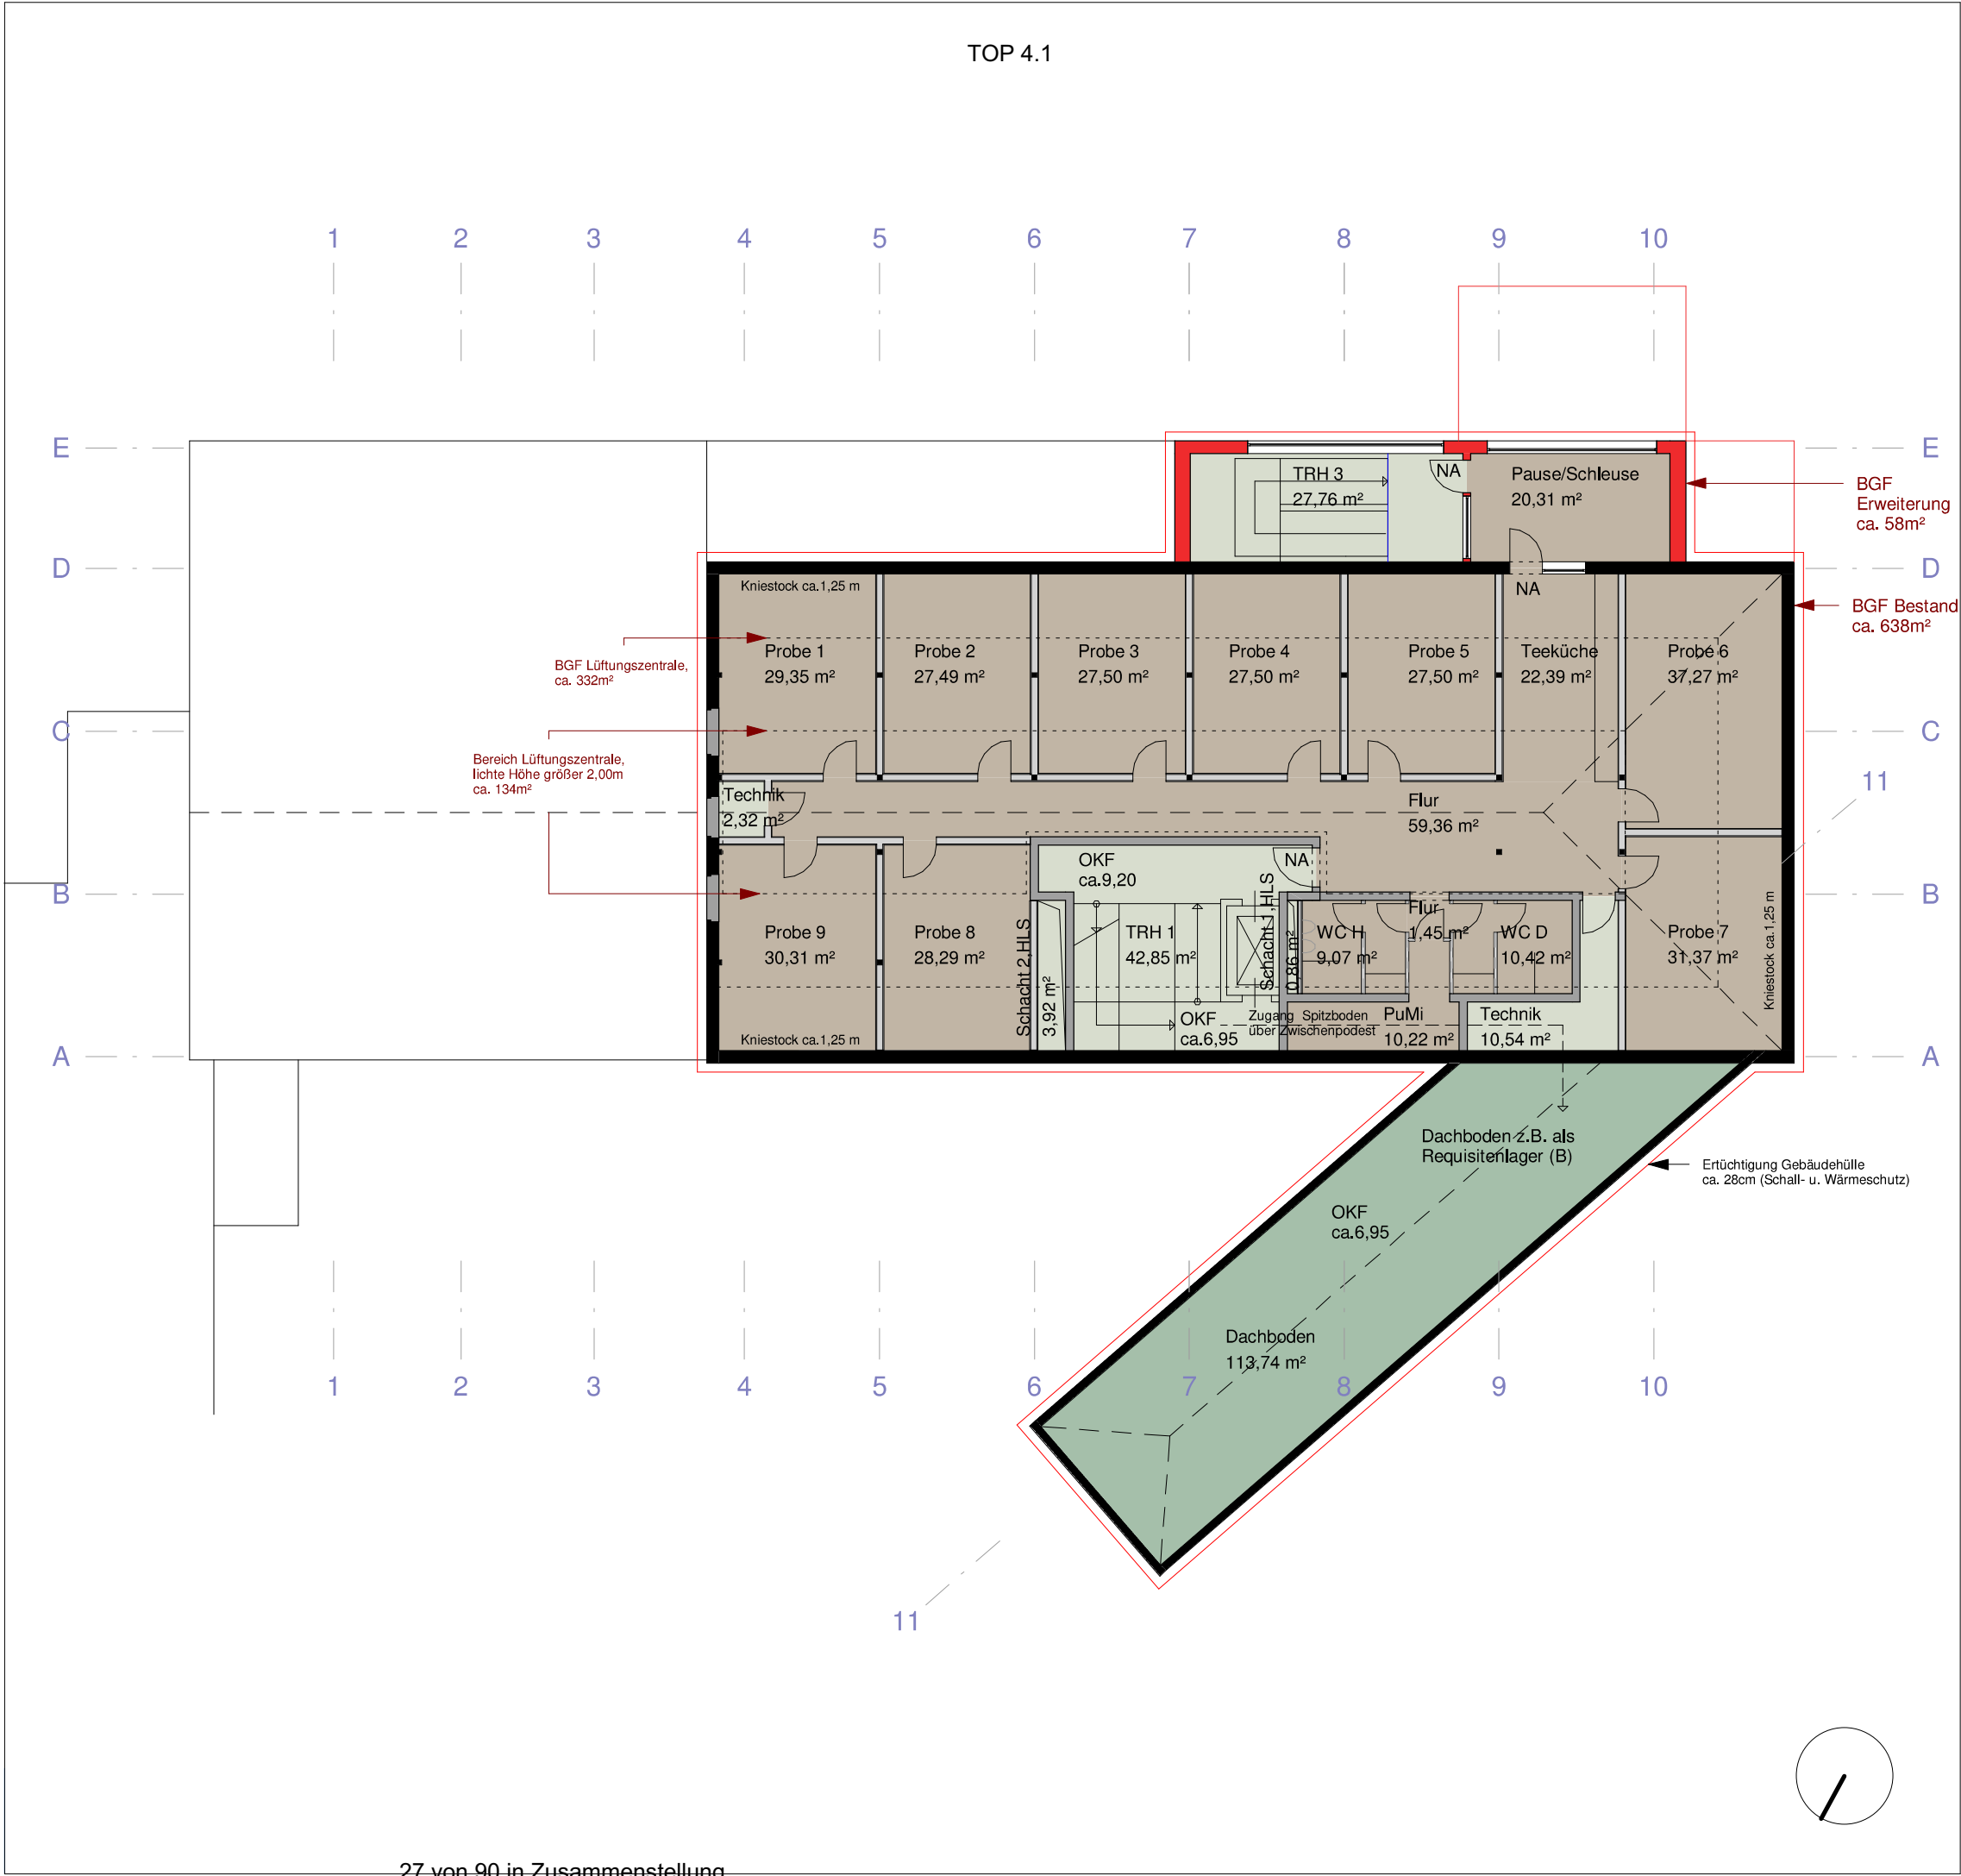 TOP 4.1
1 2 3 4 5 6 7 8 9 10
E
E
TRH 3
27,76 m²
NA
Pause/Schleuse
20,31 m²
BGF
Erweiterung
ca. 58m²
D
D
Kniestock ca.1,25 m
NA
BGF Bestand
ca. 638m²
BGF Lüftungszentrale,
ca. 332m²
Probe 1
29,35 m²
Probe 2
27,49 m²
Probe 3
27,50 m²
Probe 4
27,50 m²
Probe 5
27,50 m²
Teeküche
22,39 m²
Probe 6
37,27 m²
C
C
Bereich Lüftungszentrale,
lichte Höhe größer 2,00m
ca. 134m²
11
Technik
2,32 m²
Flur
59,36 m²
OKF
ca.9,20
NA
B
B
Probe 9
30,31 m²
Probe 8
28,29 m²
Schacht 2,HLS
3,92 m²
TRH 1
42,85 m²
Schacht 1,HLS
0,86 m²
WC H
9,07 m²
Flur
1,45 m²
WC D
10,42 m²
Probe 7
31,37 m²
Kniestock ca.1,25 m
Kniestock ca.1,25 m
OKF
ca.6,95
Zugang Spitzboden
über Zwischenpodest
PuMi
10,22 m²
Technik
10,54 m²
A
A
Dachboden z.B. als
Requisitenlager (B)
Ertüchtigung Gebäudehülle
ca. 28cm (Schall- u. Wärmeschutz)
OKF
ca.6,95
Dachboden
113,74 m²
1 2 3 4 5 6 7 8 9 10
11
27 von 90 in Zusammenstellung